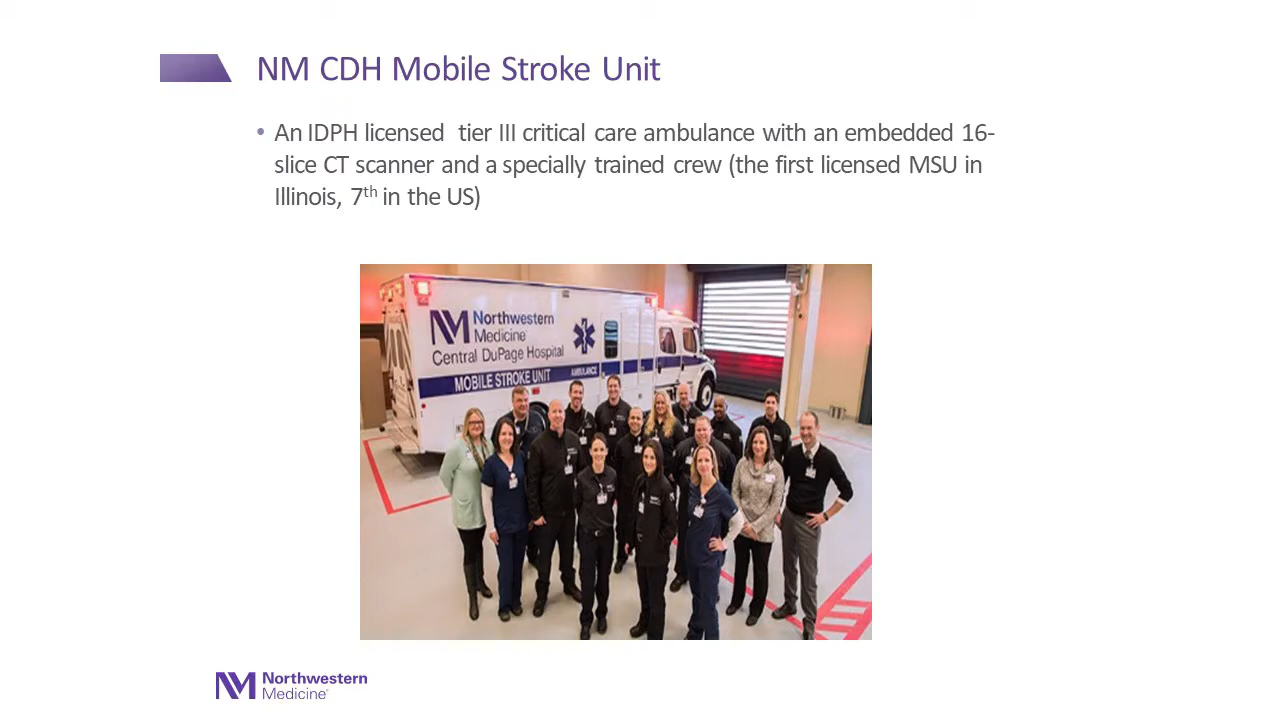 NM CDH Mobile Stroke Unit
• An IDPH licensed tier III critical care ambulance with an embedded 16-
slice CT scanner and a specially trained crew (the first licensed MSU in
Illinois, 7th in the US)
NM Northwestern
Medicine
Central DuPage Hospital
MOBILE STROKE UNIT AMBULANCE
NM Northwestern
Medicine